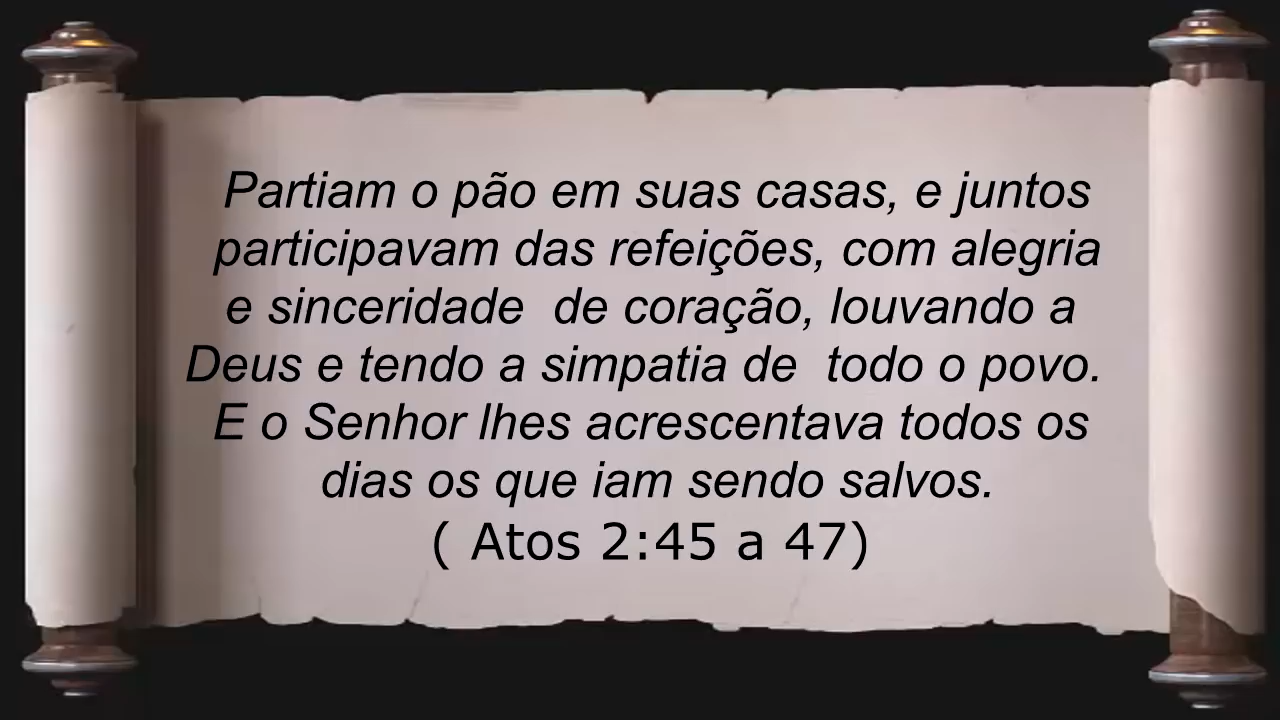 Partiam o pão em suas casas, e juntos
participavam das refeições, com alegria
e sinceridade  de coração, louvando a
Deus e tendo a simpatia de  todo o povo.
E o Senhor lhes acrescentava todos os
dias os que iam sendo salvos.
( Atos 2:45 a 47)